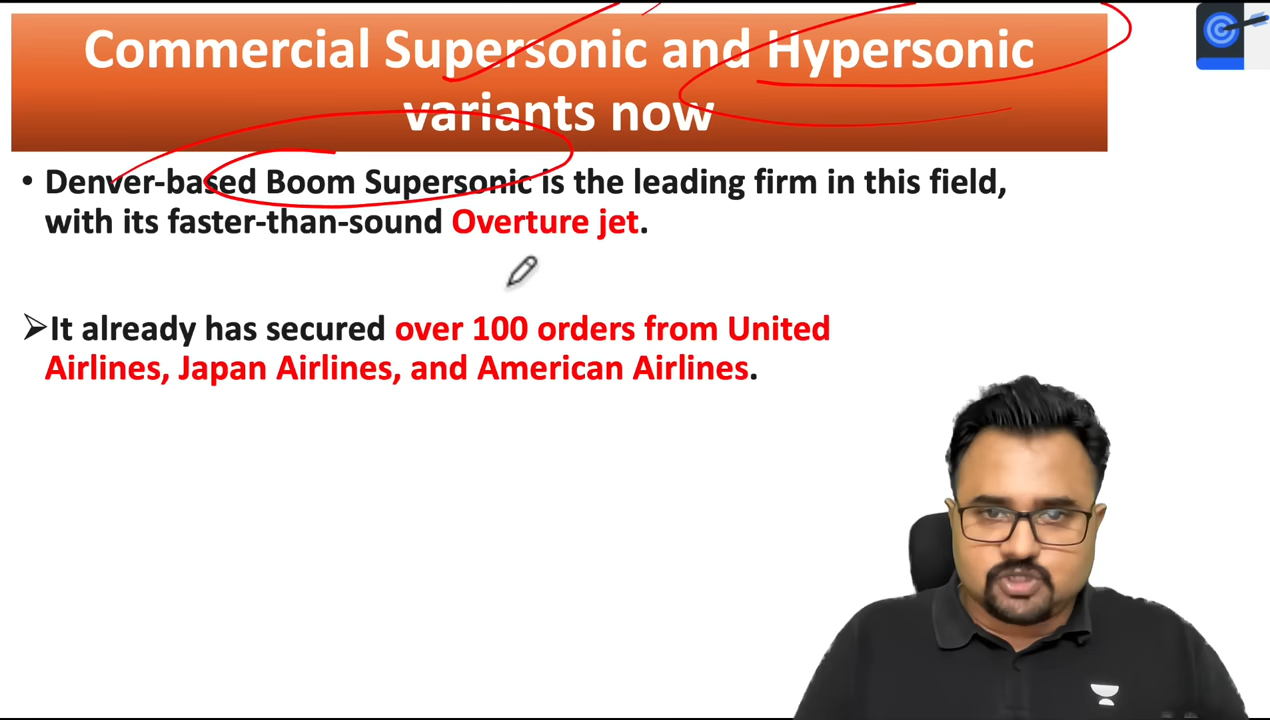 Commercial Supersonic and Hypersonic
variants now
• Denver-based Boom Supersonic is the leading firm in this field,
with its faster-than-sound Overture jet.
➢It already has secured over 100 orders from United
Airlines, Japan Airlines, and American Airlines.